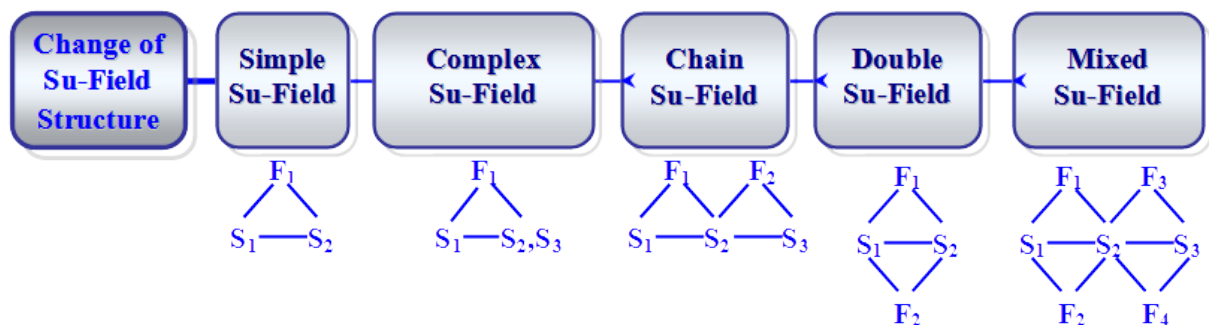 Change of
Su-Field
Structure
Simple
Su-Field
Complex
Su-Field
Chain
Su-Field
Double
Su-Field
Mixed
Su-Field
F₁
S₁ S₂
F₁
S₁ S₂,S₃
F₁ F₂
S₁ S₂ S₃
F₁
S₁ S₂
F₂
F₁ F₃
S₁ S₂ S₃
F₂ F₄